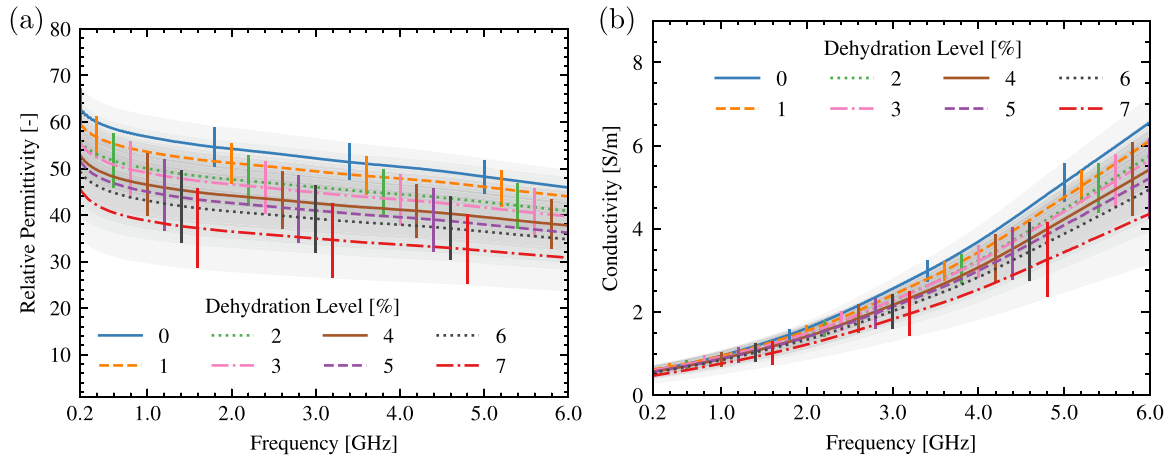 (a)
80
70
60
50
40
30
20
10
Relative Permittivity [-]
Dehydration Level [%]
0 2 4 6
1 3 5 7
0.2 1.0 2.0 3.0 4.0 5.0 6.0
Frequency [GHz]
(b)
8
6
4
2
0
Conductivity [S/m]
Dehydration Level [%]
0 2 4 6
1 3 5 7
0.2 1.0 2.0 3.0 4.0 5.0 6.0
Frequency [GHz]